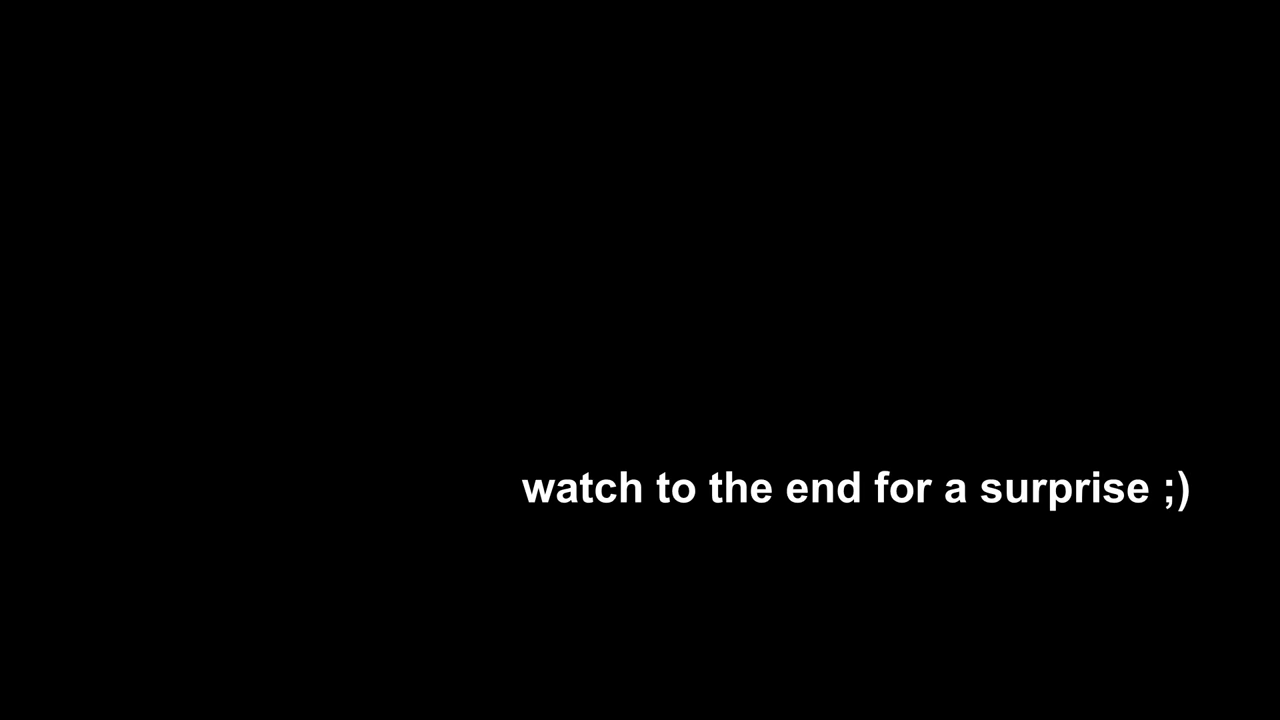 watch to the end for a surprise ;)